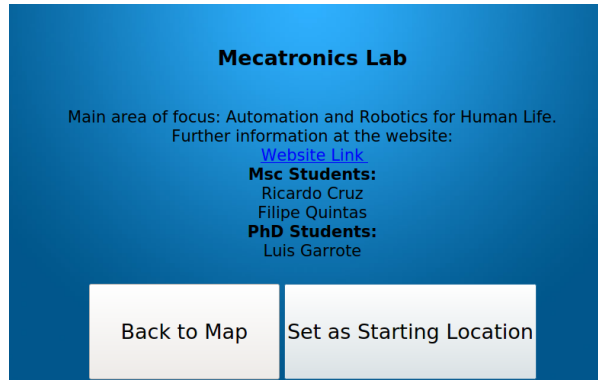 Mecatronics Lab
Main area of focus: Automation and Robotics for Human Life.
Further information at the website:
Website Link
Msc Students:
Ricardo Cruz
Filipe Quintas
PhD Students:
Luis Garrote
Back to Map
Set as Starting Location